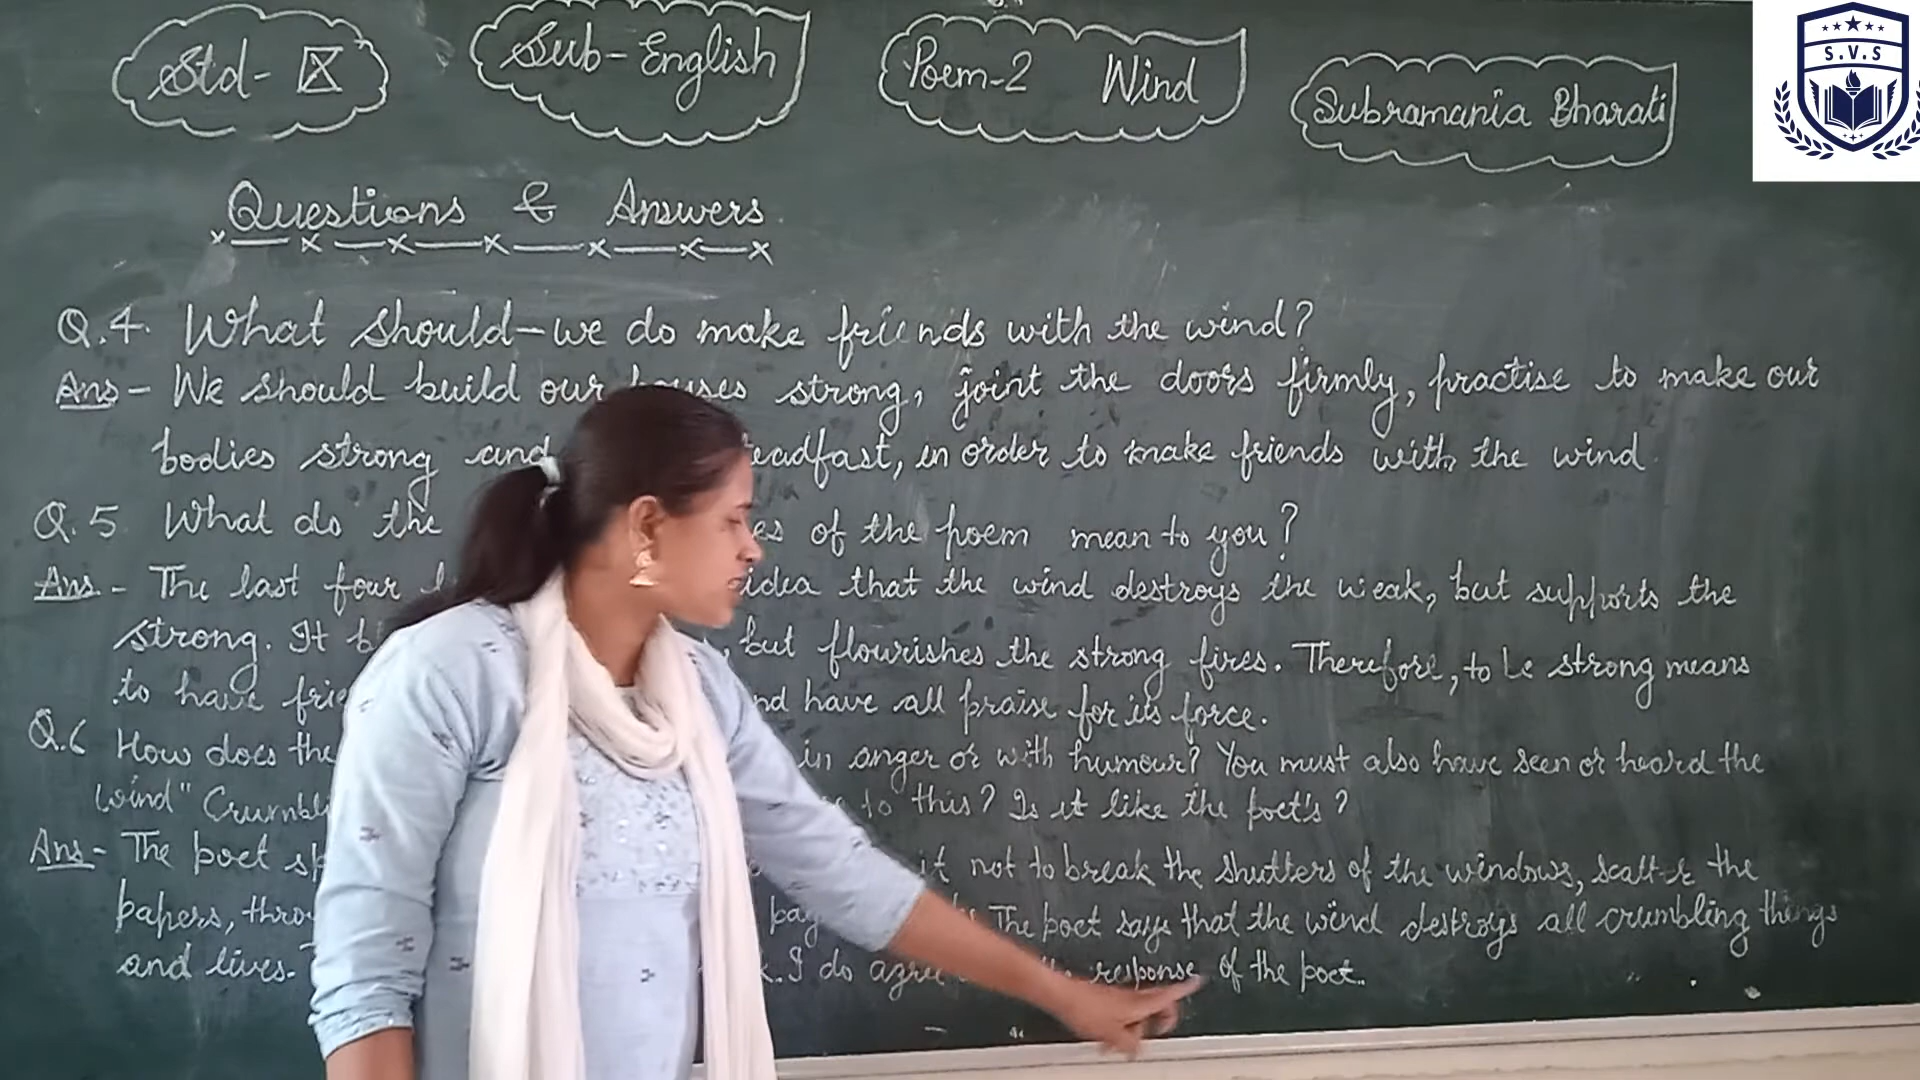 Std- IX
Sub-English
Poem-2 Wind
Subramania Bharati
S.V.S
Questions & Answers
Q.4. What should we do make friends with the wind?
Ans - We should build our houses strong, joint the doors firmly, practise to make our
bodies strong and teadfast, in order to make friends with the wind
Q.5 What do the es of the poem mean to you?
Ans. - The last four idea that the wind destroys the weak, but supports the
strong. It but flourishes the strong fires. Therefore, to be strong means
to have nd have all praise for its force.
Q.6 How does the in anger or with humour? You must also have seen or heard the
wind" to this? Is it like the poet's?
Ans - The poet it not to break the shutters of the windows, scatter the
papers, The poet says that the wind destroys all crumbling things
and lives. I do agree response of the poet..